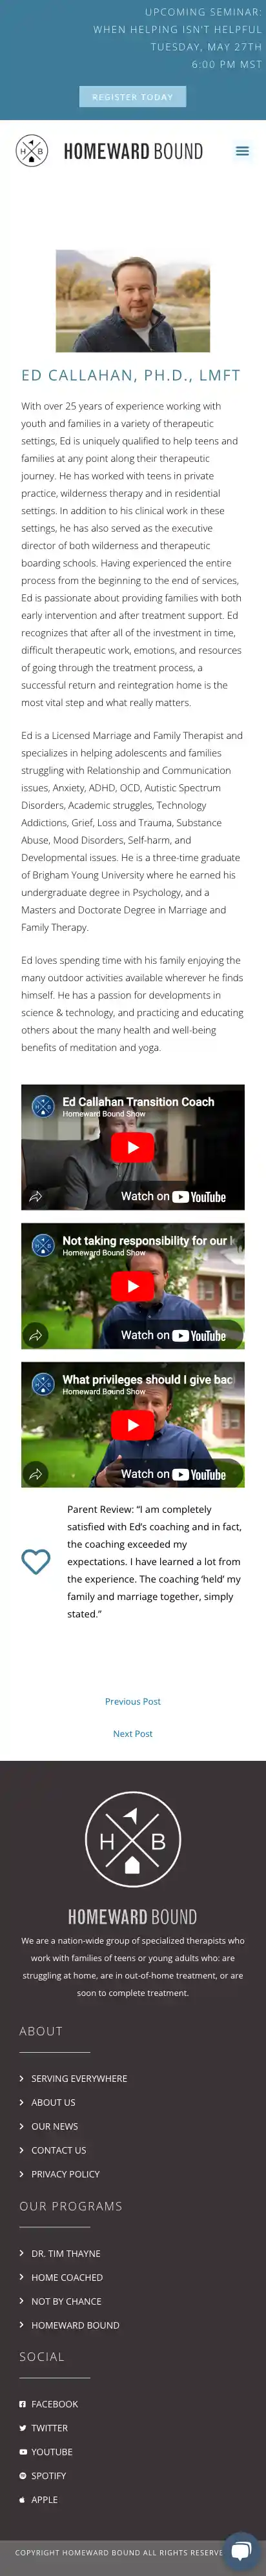 UPCOMING SEMINAR:
WHEN HELPING ISN'T HELPFUL
TUESDAY, MAY 27TH
6:00 PM MST
REGISTER TODAY
H B
HOMEWARD BOUND
ED CALLAHAN, PH.D., LMFT
With over 25 years of experience working with
youth and families in a variety of therapeutic
settings, Ed is uniquely qualified to help teens and
families at any point along their therapeutic
journey. He has worked with teens in private
practice, wilderness therapy and in residential
settings. In addition to his clinical work in these
settings, he has also served as the executive
director of both wilderness and therapeutic
boarding schools. Having experienced the entire
process from the beginning to the end of services,
Ed is passionate about providing families with both
early intervention and after treatment support. Ed
recognizes that after all of the investment in time,
difficult therapeutic work, emotions, and resources
of going through the treatment process, a
successful return and reintegration home is the
most vital step and what really matters.
Ed is a Licensed Marriage and Family Therapist and
specializes in helping adolescents and families
struggling with Relationship and Communication
issues, Anxiety, ADHD, OCD, Autistic Spectrum
Disorders, Academic struggles, Technology
Addictions, Grief, Loss and Trauma, Substance
Abuse, Mood Disorders, Self-harm, and
Developmental issues. He is a three-time graduate
of Brigham Young University where he earned his
undergraduate degree in Psychology, and a
Masters and Doctorate Degree in Marriage and
Family Therapy.
Ed loves spending time with his family enjoying the
many outdoor activities available wherever he finds
himself. He has a passion for developments in
science & technology, and practicing and educating
others about the many health and well-being
benefits of meditation and yoga.
Ed Callahan Transition Coach
Homeward Bound Show
Watch on YouTube
Not taking responsibility for our
Homeward Bound Show
Watch on YouTube
What privileges should I give bac
Homeward Bound Show
Watch on YouTube
Parent Review: “I am completely
satisfied with Ed’s coaching and in fact,
the coaching exceeded my
expectations. I have learned a lot from
the experience. The coaching ‘held’ my
family and marriage together, simply
stated.”
Previous Post
Next Post
H B
HOMEWARD BOUND
We are a nation-wide group of specialized therapists who
work with families of teens or young adults who: are
struggling at home, are in out-of-home treatment, or are
soon to complete treatment.
ABOUT
SERVING EVERYWHERE
ABOUT US
OUR NEWS
CONTACT US
PRIVACY POLICY
OUR PROGRAMS
DR. TIM THAYNE
HOME COACHED
NOT BY CHANCE
HOMEWARD BOUND
SOCIAL
FACEBOOK
TWITTER
YOUTUBE
SPOTIFY
APPLE
COPYRIGHT HOMEWARD BOUND ALL RIGHTS RESERVE